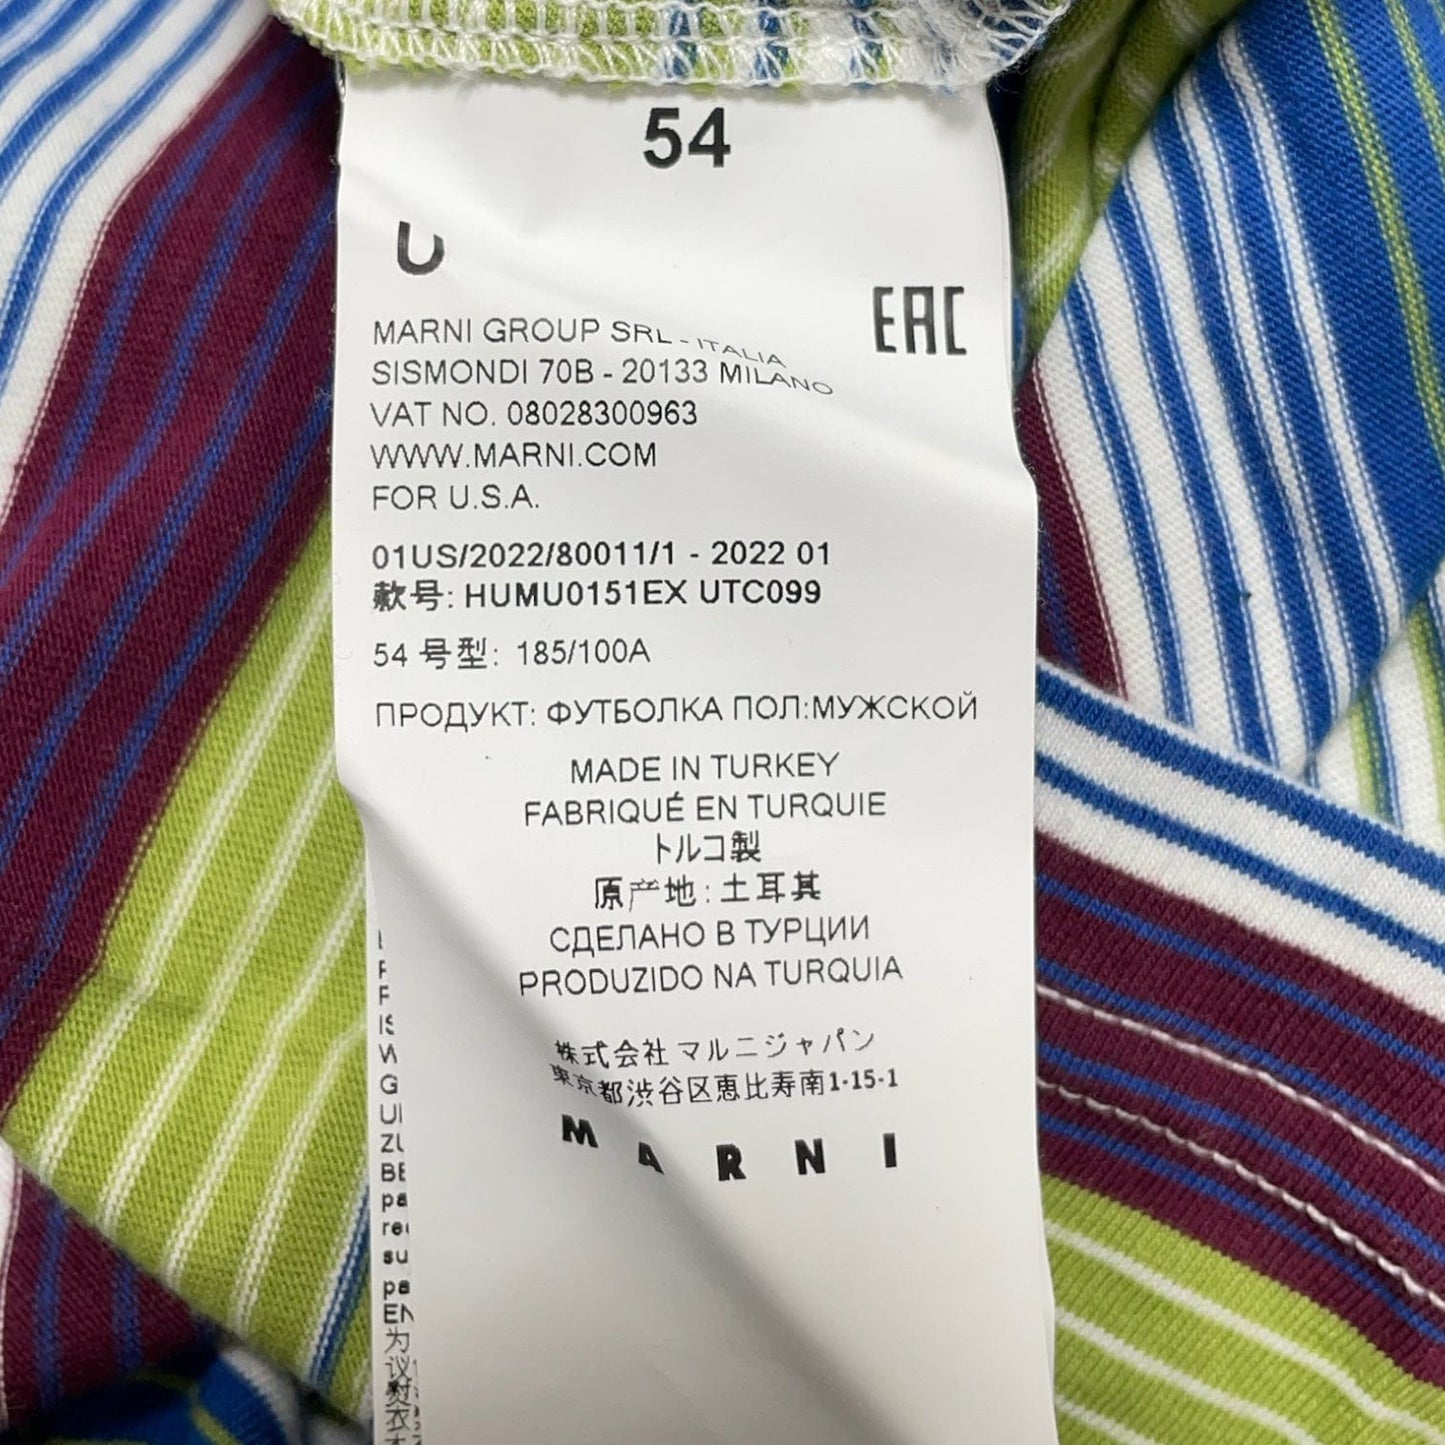 54
U
EAC
MARNI GROUP SRL - ITALIA
SISMONDI 70B - 20133 MILANO
VAT NO. 08028300963
WWW.MARNI.COM
FOR U.S.A.
01US/2022/80011/1 - 2022 01
款号: HUMU0151EX UTC099
54 号型: 185/100A
ПРОДУКТ: ФУТБОЛКА ПОЛ:МУЖСКОЙ
MADE IN TURKEY
FABRIQUÉ EN TURQUIE
トルコ製
原产地: 土耳其
СДЕЛАНО В ТУРЦИИ
PRODUZIDO NA TURQUIA
株式会社 マルニジャパン
東京都渋谷区恵比寿南1-15-1
MARNI